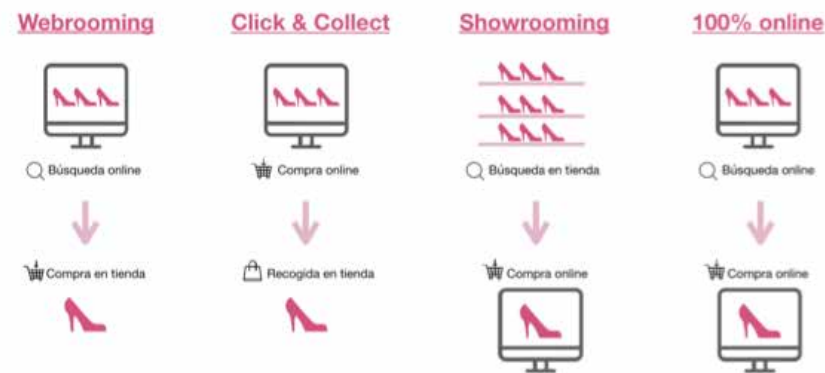 Webrooming
Click & Collect
Showrooming
100% online
Búsqueda online
Compra online
Búsqueda en tienda
Búsqueda online
Compra en tienda
Recogida en tienda
Compra online
Compra online